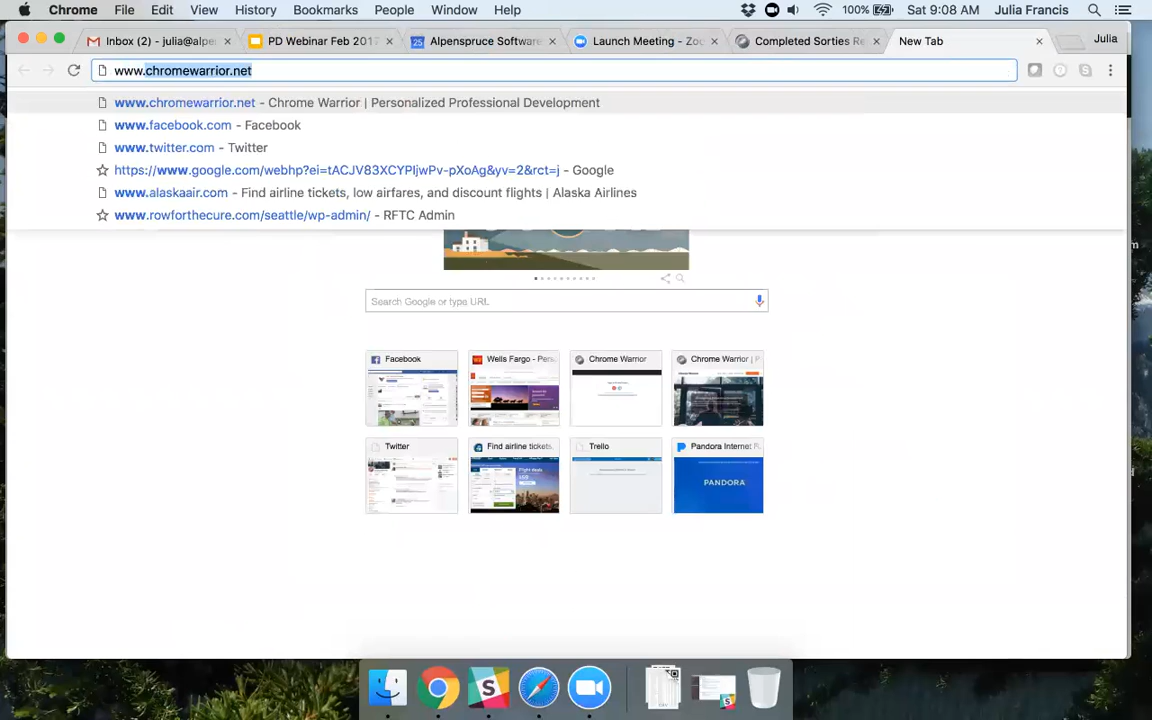 Chrome File Edit View History Bookmarks People Window Help 100% Sat 9:08 AM Julia Francis
Inbox (2) - julia@alpe PD Webinar Feb 2017 25 Alpenspruce Software Launch Meeting - Zoo Completed Sorties Re New Tab Julia
www.chromewarrior.net
www.chromewarrior.net - Chrome Warrior | Personalized Professional Development
www.facebook.com - Facebook
www.twitter.com - Twitter
https://www.google.com/webhp?ei=tACJV83XCYPIjwPv-pXoAg&yv=2&rct=j - Google
www.alaskaair.com - Find airline tickets, low airfares, and discount flights | Alaska Airlines
www.rowforthecure.com/seattle/wp-admin/ - RFTC Admin
Search Google or type URL
Facebook Wells Fargo - Pers Chrome Warrior Chrome Warrior | P
Twitter Find airline tickets, Trello Pandora Internet R
PANDORA